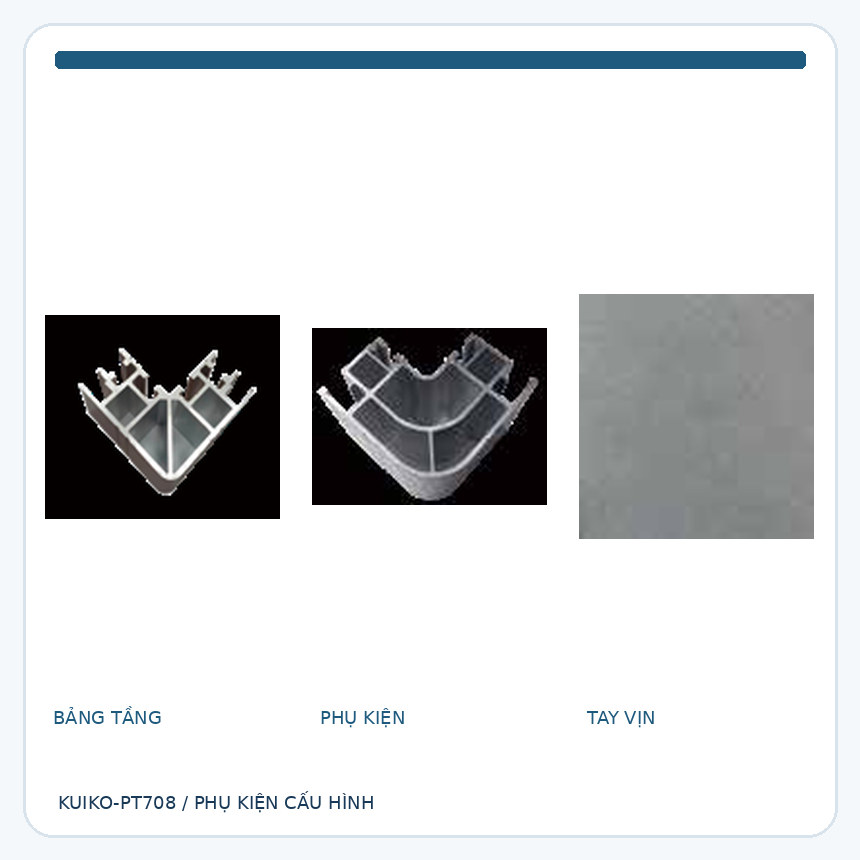 BẢNG TẦNG
PHỤ KIỆN
TAY VỊN
KUIKO-PT708 / PHỤ KIỆN CẤU HÌNH